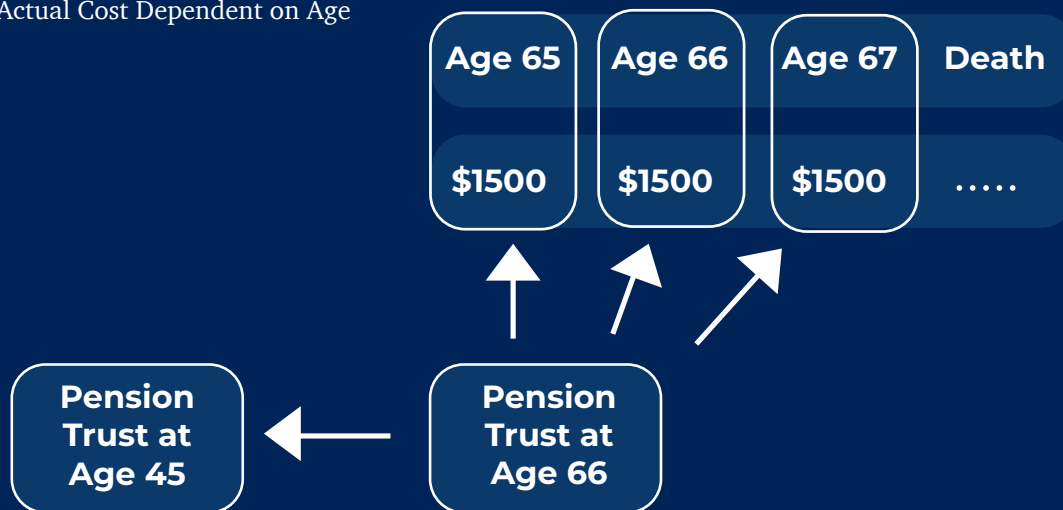 Actual Cost Dependent on Age
Age 65 Age 66 Age 67 Death
$1500 $1500 $1500 .....
Pension
Trust at
Age 45
Pension
Trust at
Age 66